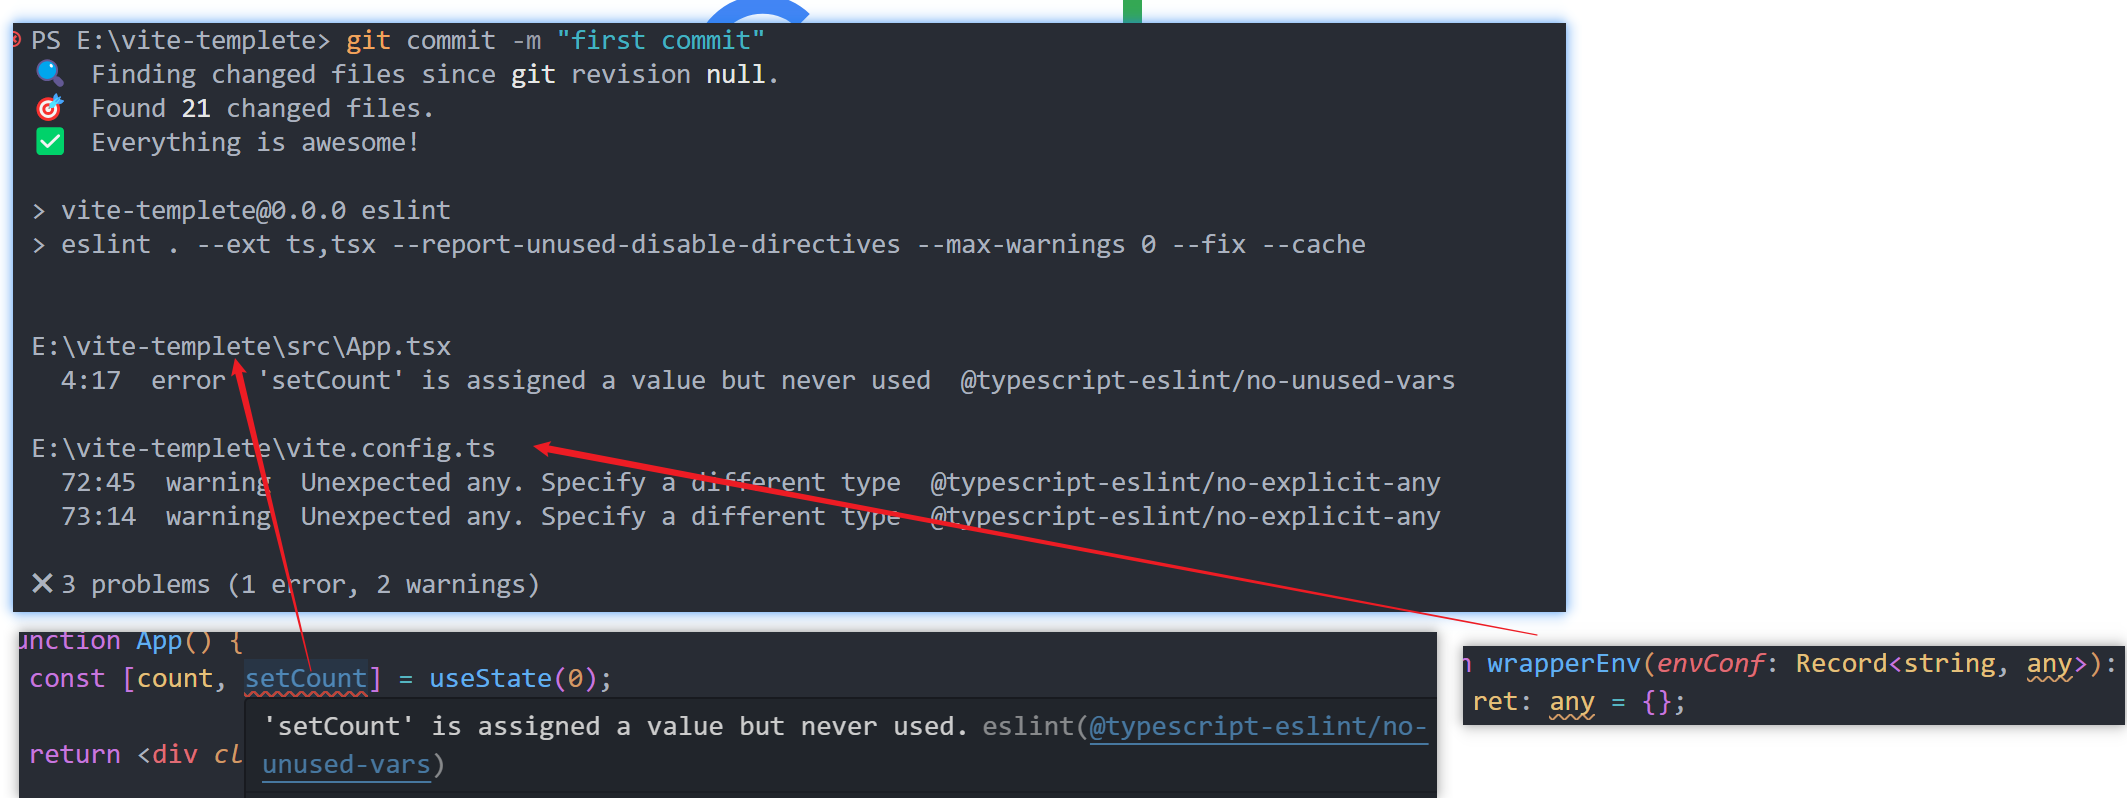 PS E:\vite-templete> git commit -m "first commit"
🔍 Finding changed files since git revision null.
🎯 Found 21 changed files.
✅ Everything is awesome!
> vite-templete@0.0.0 eslint
> eslint . --ext ts,tsx --report-unused-disable-directives --max-warnings 0 --fix --cache
E:\vite-templete\src\App.tsx
4:17 error 'setCount' is assigned a value but never used @typescript-eslint/no-unused-vars
E:\vite-templete\vite.config.ts
72:45 warning Unexpected any. Specify a different type @typescript-eslint/no-explicit-any
73:14 warning Unexpected any. Specify a different type @typescript-eslint/no-explicit-any
✕ 3 problems (1 error, 2 warnings)
unction App() {
const [count, setCount] = useState(0);
'setCount' is assigned a value but never used. eslint(@typescript-eslint/no-
return <div cl
unused-vars)
n wrapperEnv(envConf: Record<string, any>):
ret: any = {};